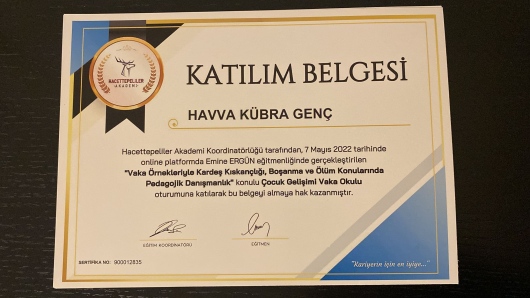 HACETTEPELİLER
AKADEMİ
KATILIM BELGESİ
HAVVA KÜBRA GENÇ
Hacettepeliler Akademi Koordinatörlüğü tarafından, 7 Mayıs 2022 tarihinde
online platformda Emine ERGÜN eğitmenliğinde gerçekleştirilen
"Vaka Örnekleriyle Kardeş Kıskançlığı, Boşanma ve Ölüm Konularında
Pedagojik Danışmanlık" konulu Çocuk Gelişimi Vaka Okulu
oturumuna katılarak bu belgeyi almaya hak kazanmıştır.
EĞİTİM KOORDİNATÖRÜ
EĞİTMEN
SERTİFİKA NO: 900012835
"Kariyerin için en iyiye..."